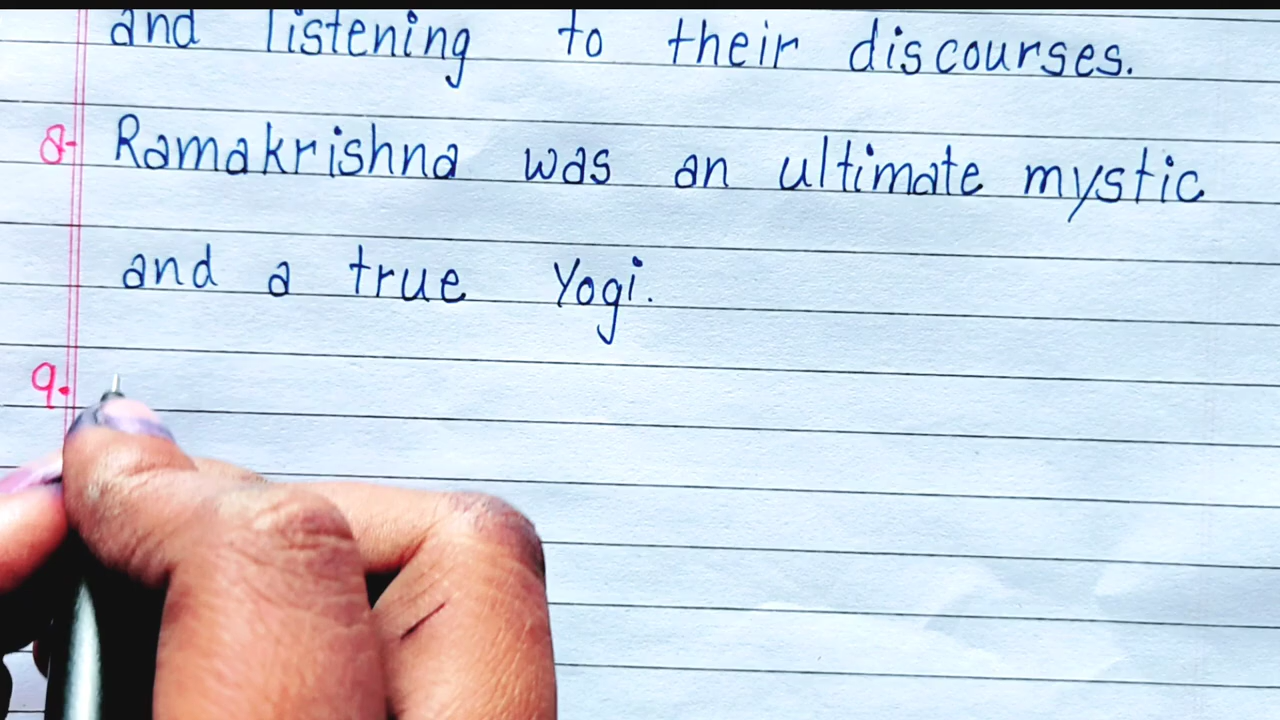 and listening to their discourses.
8- Ramakrishna was an ultimate mystic
and a true Yogi.
9.